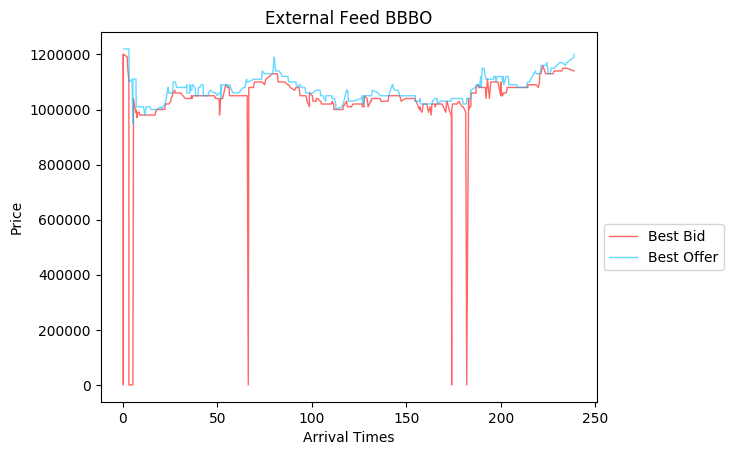 External Feed BBBO
1200000
1000000
800000
600000
400000
200000
0
Price
0 50 100 150 200 250
Arrival Times
Best Bid
Best Offer